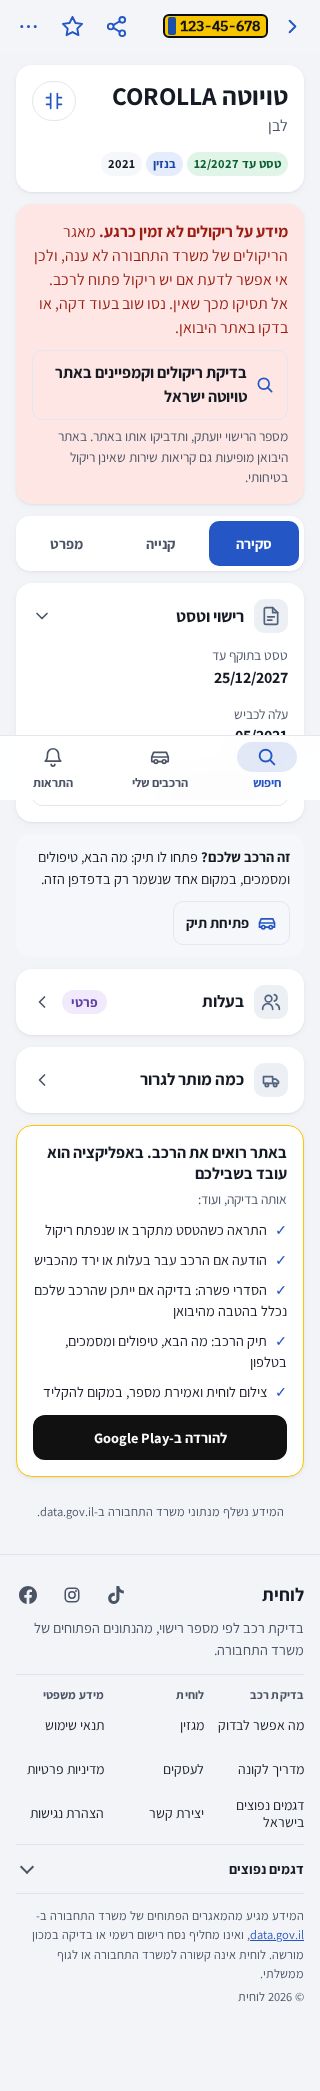 123-45-678
טויוטה COROLLA
לבן
טסט עד 12/2027
בנזין
2021
מידע על ריקולים לא זמין כרגע. מאגר
הריקולים של משרד התחבורה לא ענה, ולכן
אי אפשר לדעת אם יש ריקול פתוח לרכב.
אל תסיקו מכך שאין. נסו שוב בעוד דקה, או
בדקו באתר היבואן.
בדיקת ריקולים וקמפיינים באתר
טויוטה ישראל
מספר הרישוי יועתק, ותדביקו אותו באתר. באתר
היבואן מופיעות גם קריאות שירות שאינן ריקול
בטיחותי.
סקירה
קנייה
מפרט
רישוי וטסט
טסט בתוקף עד
25/12/2027
עלה לכביש
05/2021
חיפוש
הרכבים שלי
התראות
זה הרכב שלכם? פתחו לו תיק: מה הבא, טיפולים
ומסמכים, במקום אחד שנשמר רק בדפדפן הזה.
פתיחת תיק
בעלות
פרטי
כמה מותר לגרור
באתר רואים את הרכב. באפליקציה הוא
עובד בשבילכם
אותה בדיקה, ועוד:
✓ התראה כשהטסט מתקרב או שנפתח ריקול
✓ הודעה אם הרכב עבר בעלות או ירד מהכביש
✓ הסדרי פשרה: בדיקה אם ייתכן שהרכב שלכם
נכלל בהטבה מהיבואן
✓ תיק הרכב: מה הבא, טיפולים ומסמכים,
בטלפון
✓ צילום לוחית ואמירת מספר, במקום להקליד
להורדה ב-Google Play
המידע נשלף מנתוני משרד התחבורה ב-data.gov.il.
לוחית
בדיקת רכב לפי מספר רישוי, מהנתונים הפתוחים של
משרד התחבורה.
בדיקת רכב
לוחית
מידע משפטי
מה אפשר לבדוק
מגזין
תנאי שימוש
מדריך לקונה
לעסקים
מדיניות פרטיות
דגמים נפוצים
בישראל
יצירת קשר
הצהרת נגישות
דגמים נפוצים
המידע מגיע מהמאגרים הפתוחים של משרד התחבורה ב-
data.gov.il, ואינו מחליף נסח רישום רשמי או בדיקה במכון
מורשה. לוחית אינה קשורה למשרד התחבורה או לגוף
ממשלתי.
© 2026 לוחית